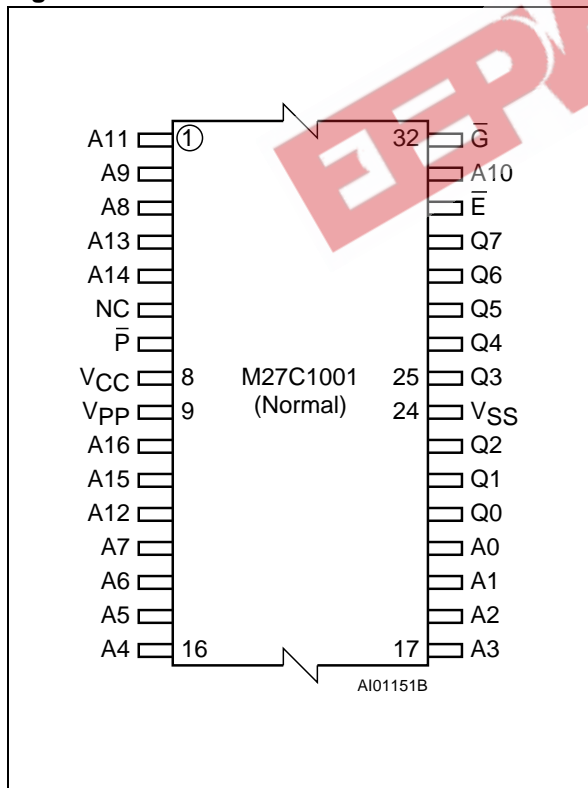 A11 1 32 G̅
A9 A10
A8 E̅
A13 Q7
A14 Q6
NC Q5
P̅ Q4
VCC 8 M27C1001 25 Q3
VPP 9 (Normal) 24 VSS
A16 Q2
A15 Q1
A12 Q0
A7 A0
A6 A1
A5 A2
A4 16 17 A3
AI01151B